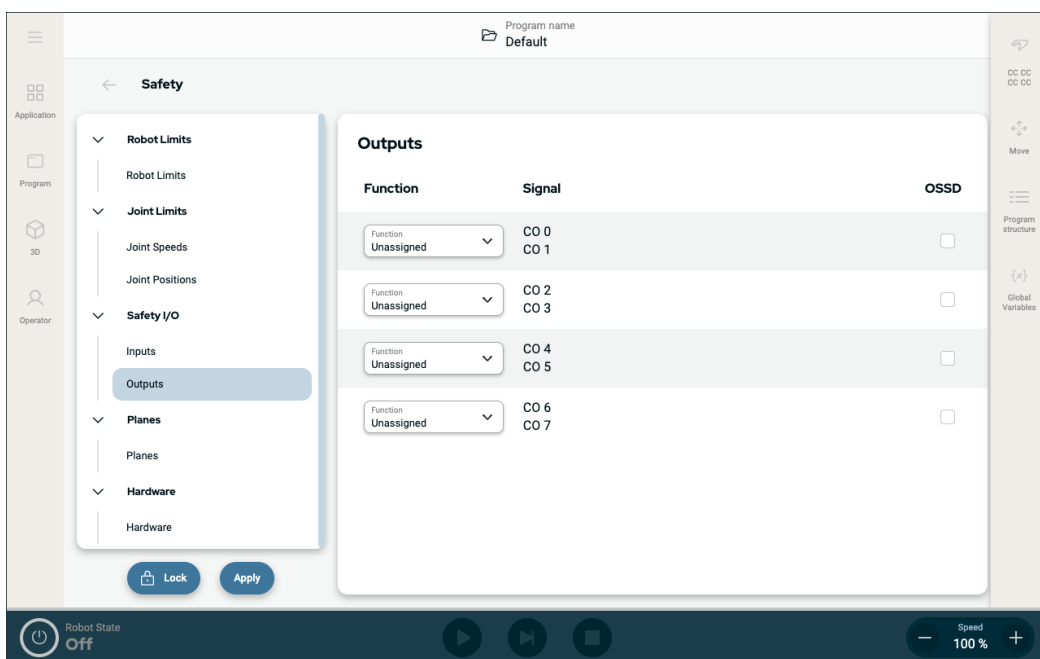 Program name
Default
Application
Program
3D
Operator
Safety
Robot Limits
Robot Limits
Joint Limits
Joint Speeds
Joint Positions
Safety I/O
Inputs
Outputs
Planes
Planes
Hardware
Hardware
Lock
Apply
Outputs
Function Signal OSSD
Function
Unassigned
CO 0
CO 1
Function
Unassigned
CO 2
CO 3
Function
Unassigned
CO 4
CO 5
Function
Unassigned
CO 6
CO 7
CC CC
CC CC
Move
Program
structure
{x}
Global
Variables
Robot State
Off
Speed
100 %